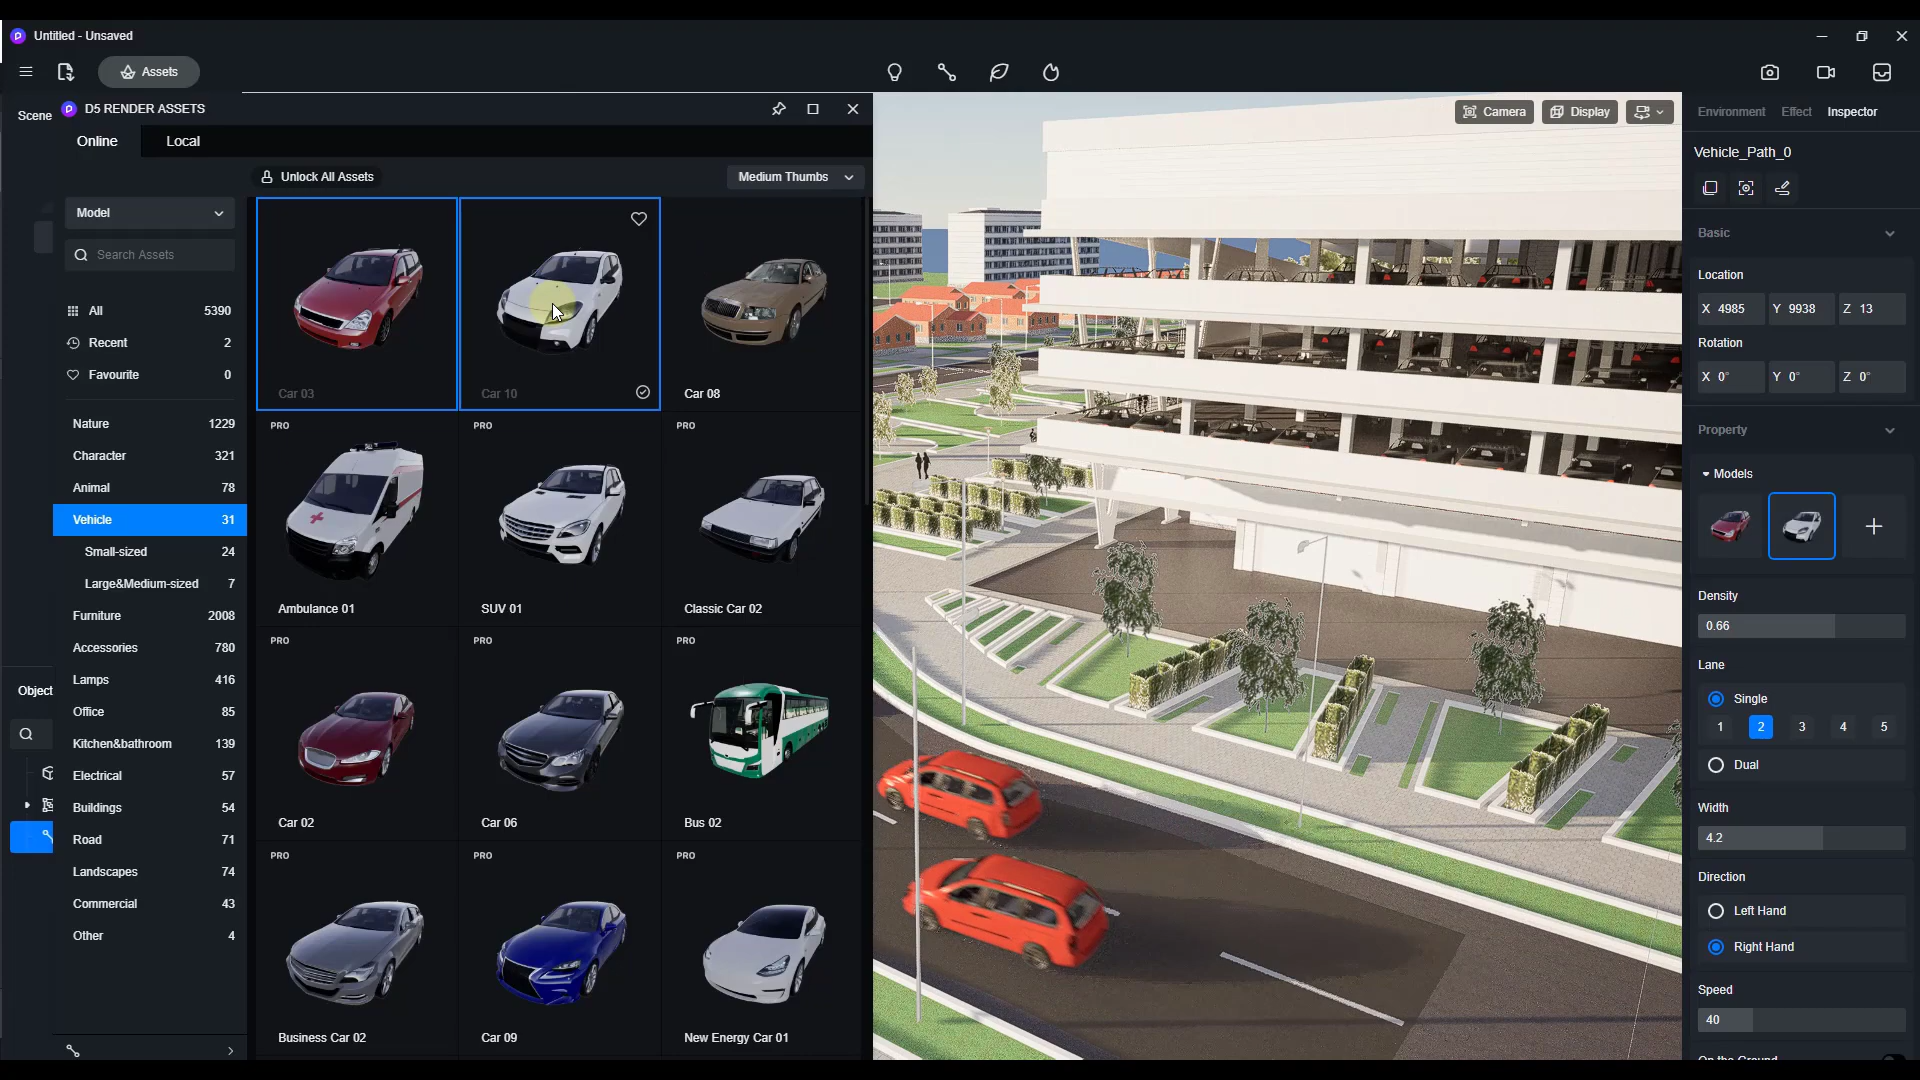 Untitled - Unsaved
Assets
Scene
D5 RENDER ASSETS
Online
Local
Unlock All Assets
Medium Thumbs
Model
Search Assets
All 5390
Recent 2
Favourite 0
Nature 1229
Character 321
Animal 78
Vehicle 31
Small-sized 24
Large&Medium-sized 7
Furniture 2008
Accessories 780
Lamps 416
Office 85
Kitchen&bathroom 139
Electrical 57
Buildings 54
Road 71
Landscapes 74
Commercial 43
Other 4
Object
Car 03
Car 10
Car 08
PRO
PRO
PRO
Ambulance 01
SUV 01
Classic Car 02
PRO
PRO
PRO
Car 02
Car 06
Bus 02
PRO
PRO
PRO
Business Car 02
Car 09
New Energy Car 01
Camera
Display
Environment Effect Inspector
Vehicle_Path_0
Basic
Location
X 4985 Y 9938 Z 13
Rotation
X 0° Y 0° Z 0°
Property
Models
Density
0.66
Lane
Single
1 2 3 4 5
Dual
Width
4.2
Direction
Left Hand
Right Hand
Speed
40
On the Ground